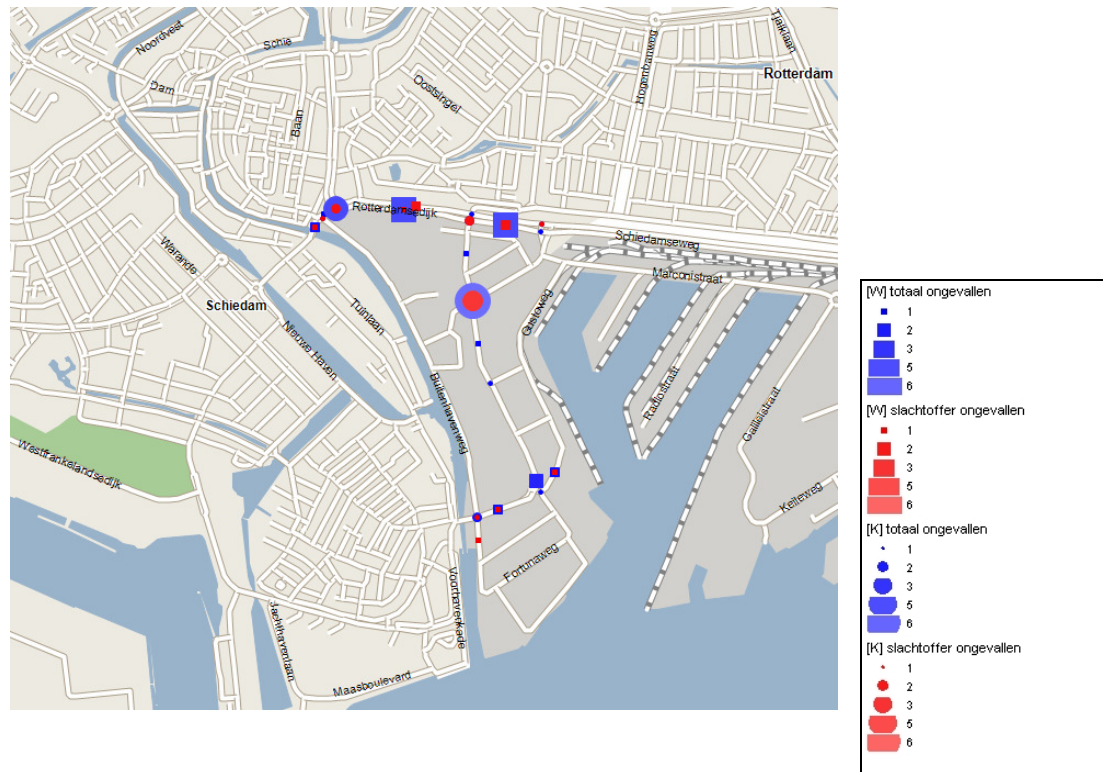 Noordvest
Schie
Tjalklaan
Rotterdam
Hogenbanweg
Dam
Oostsingel
Baan
Rotterdamsedijk
Schiedamseweg
Warande
Marconistraat
Schiedam
Tuinlaan
Gustoweg
Nieuwe Haven
Radiostraat
Buitenhavenweg
Galileistraat
Westfrankelandsedijk
Keileweg
Fortunaweg
Voorhavenkade
Jachthavenlaan
Maasboulevard
[W] totaal ongevallen
1
2
3
5
6
[W] slachtoffer ongevallen
1
2
3
5
6
[K] totaal ongevallen
1
2
3
5
6
[K] slachtoffer ongevallen
1
2
3
5
6